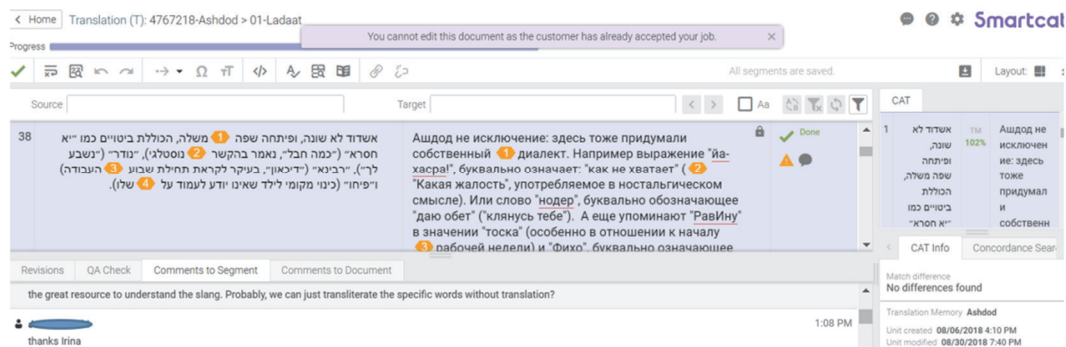 Home
Translation (T): 4767218-Ashdod > 01-Ladaat
You cannot edit this document as the customer has already accepted your job.
Smartcat
Progress
All segments are saved.
Layout:
Source
Target
Aa
CAT
38
אשדוד לא שונה, ופיתחה שפה 1 משלה, הכוללת ביטויים כמו "יא
חסרא" ("כמה חבל", נאמר בהקשר 2 נוסטלגי), "נודר" ("נשבע
לך"), "רבינא" ("דיכאון", בעיקר לקראת תחילת שבוע 3 העבודה)
ו"פיחו" (כינוי מקומי לילד שאינו יודע לעמוד על 4 שלו).
Ашдод не исключение: здесь тоже придумали
собственный 1 диалект. Например выражение "йа-
хасра!", буквально означает: "как не хватает" ( 2
"Какая жалость", употребляемое в ностальгическом
смысле). Или слово "нодер", буквально обозначающее
"даю обет" ("клянусь тебе"). А еще упоминают "РавИну"
в значении "тоска" (особенно в отношении к началу
3 рабочей недели) и "Фихо", буквально означающее
Done
1
אשדוד לא
שונה,
ופיתחה
שפה משלה,
הכוללת
ביטויים כמו
"יא חסרא"
TM
102%
Ашдод не
исключен
ие: здесь
тоже
придумал
и
собственн
Revisions
QA Check
Comments to Segment
Comments to Document
the great resource to understand the slang. Probably, we can just transliterate the specific words without translation?
1:08 PM
thanks Irina
CAT Info
Concordance Sear
Match difference
No differences found
Translation Memory Ashdod
Unit created 08/06/2018 4:10 PM
Unit modified 08/30/2018 7:40 PM